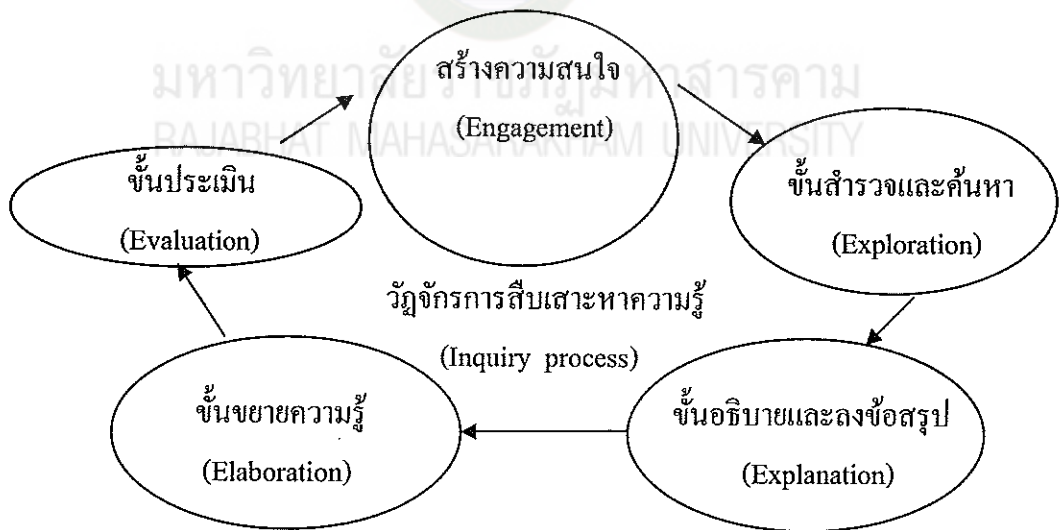 สร้างความสนใจ
(Engagement)
มหาวิทยาลัยราชภัฏมหาสารคาม
RAJABHAT MAHASARAKHAM UNIVERSITY
ขั้นประเมิน
(Evaluation)
ขั้นสำรวจและค้นหา
(Exploration)
วัฏจักรการสืบเสาะหาความรู้
(Inquiry process)
ขั้นขยายความรู้
(Elaboration)
ขั้นอธิบายและลงข้อสรุป
(Explanation)